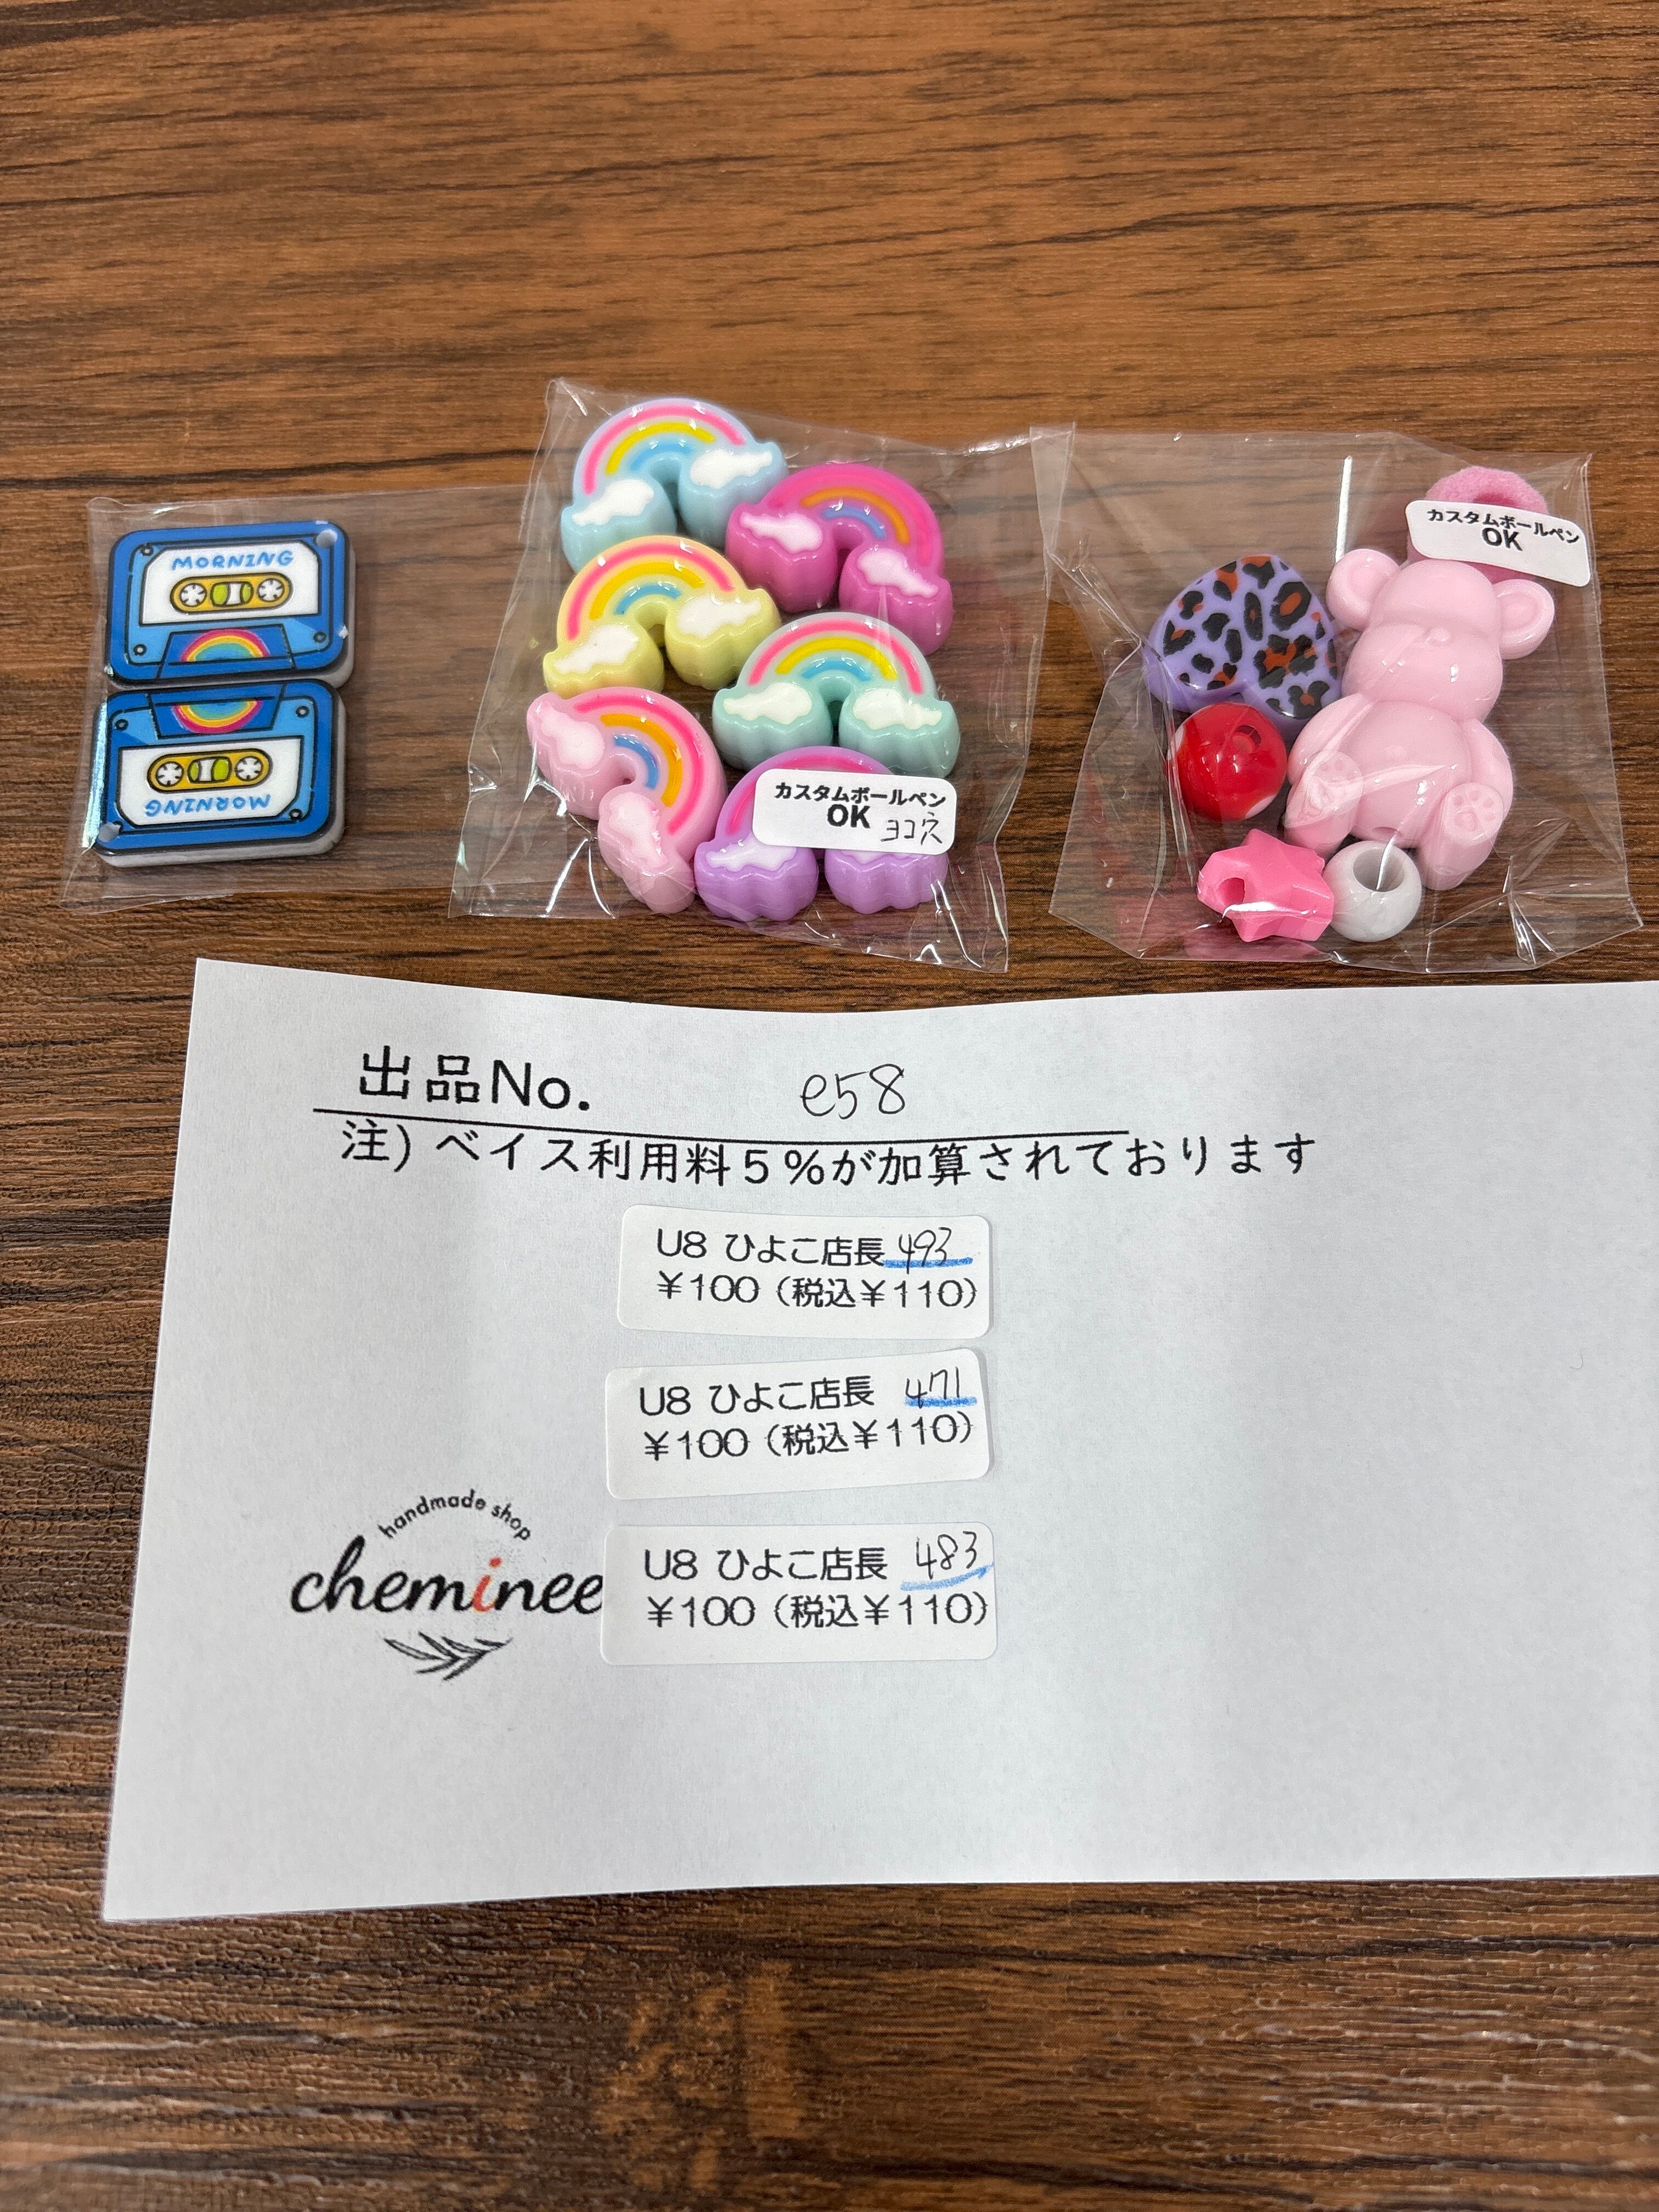 MORNING
MORNING
カスタムボールペン
OK ヨコ穴
カスタムボールペン
OK
出品No. e58
注) ベイス利用料5%が加算されております
U8 ひよこ店長 493
¥100 (税込¥110)
U8 ひよこ店長 471
¥100 (税込¥110)
U8 ひよこ店長 483
¥100 (税込¥110)
handmade shop
cheminee